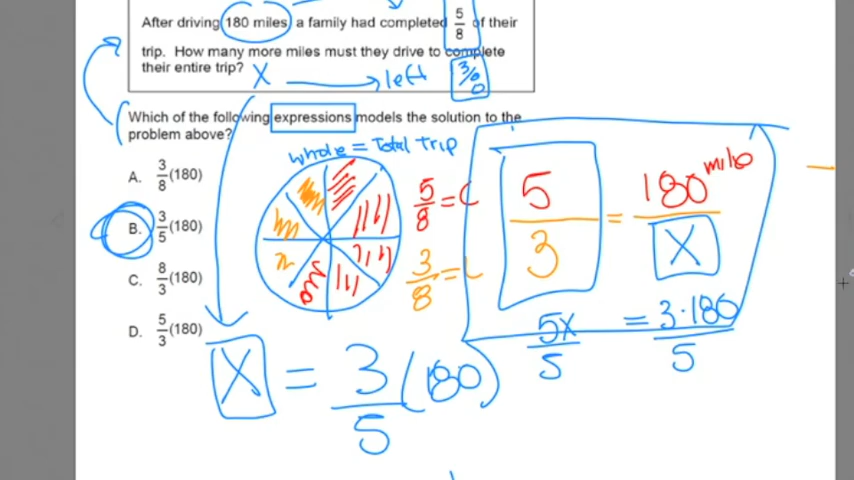 After driving 180 miles a family had completed 5/8 of their
trip. How many more miles must they drive to complete
their entire trip? X → left 3/8
Which of the following expressions models the solution to the
problem above?
whole = Total Trip
A. 3/8 (180)
B. 3/5 (180)
C. 8/3 (180)
D. 5/3 (180)
5/8 = C
3/8 = L
5/3 = 180 miles/X
5x/5 = 3·180/5
X = 3/5 (180)